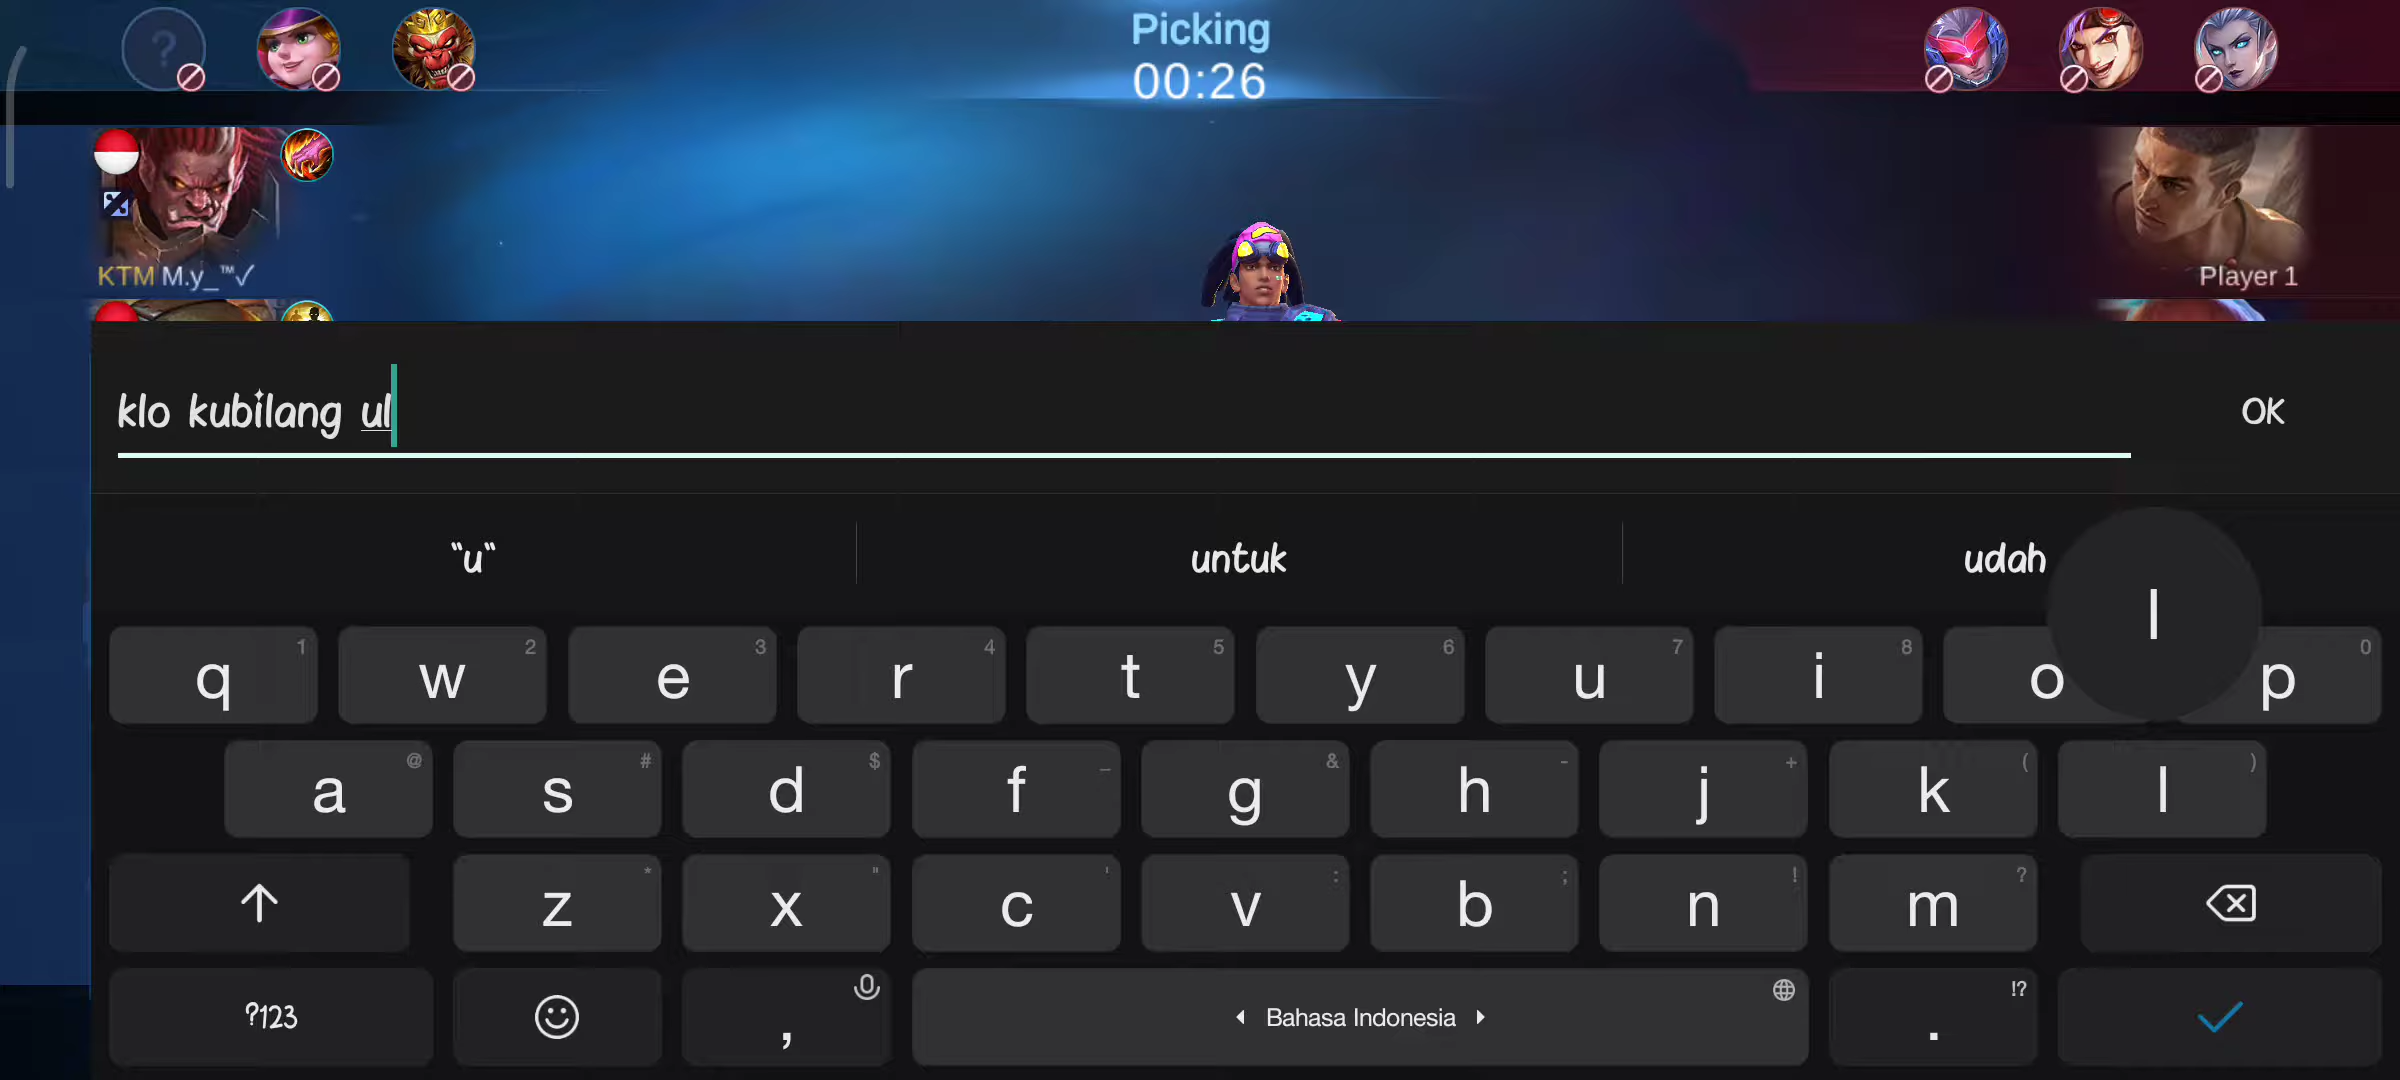 ?
Picking
00:26
KTM M.y_™✓
Player 1
klo kubilang ul
OK
"u" untuk udah
l
q 1 w 2 e 3 r 4 t 5 y 6 u 7 i 8 o p 0
a @ s # d $ f _ g & h - j + k ( l )
z * x " c ' v : b ; n ! m ?
?123 , Bahasa Indonesia . !?